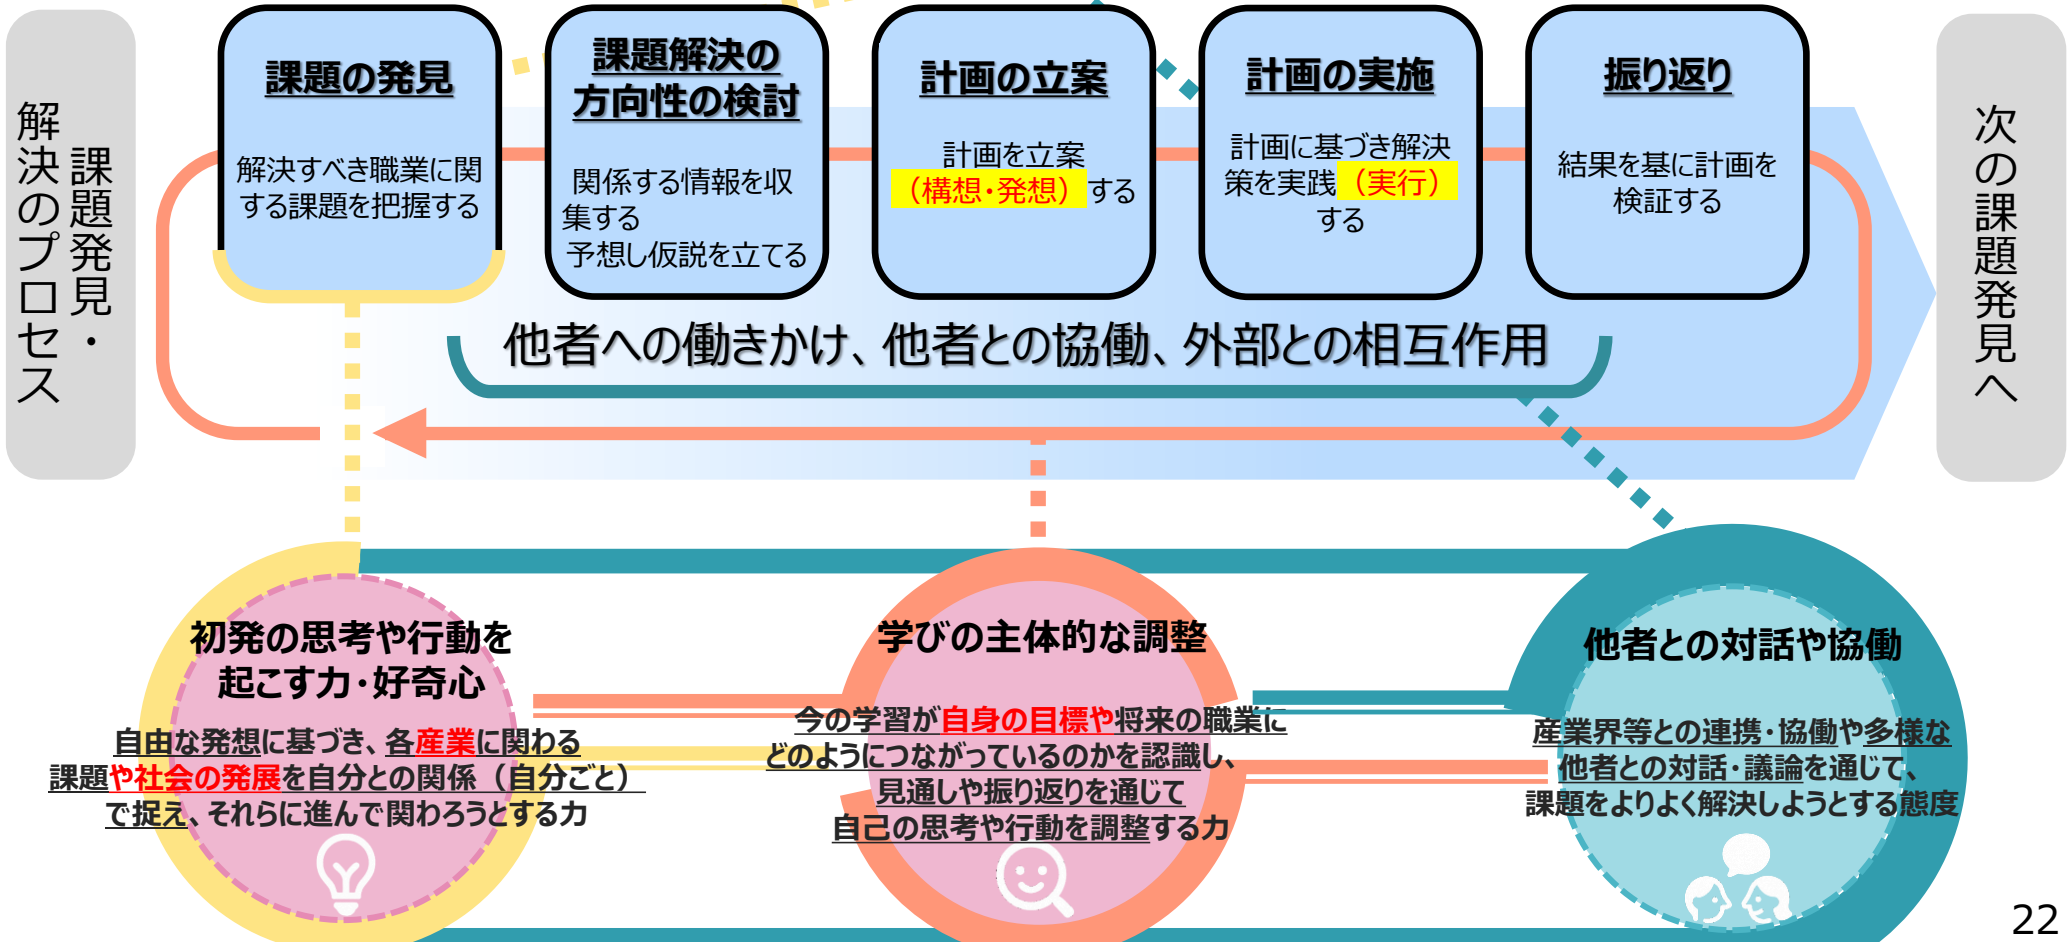 課題発見・
解決のプロセス
課題の発見
解決すべき職業に関
する課題を把握する
課題解決の
方向性の検討
関係する情報を収
集する
予想し仮説を立てる
計画の立案
計画を立案
（構想・発想）する
計画の実施
計画に基づき解決
策を実践（実行）
する
振り返り
結果を基に計画を
検証する
次の課題発見へ
他者への働きかけ、他者との協働、外部との相互作用
初発の思考や行動を
起こす力・好奇心
自由な発想に基づき、各産業に関わる
課題や社会の発展を自分との関係（自分ごと）
で捉え、それらに進んで関わろうとする力
学びの主体的な調整
今の学習が自身の目標や将来の職業に
どのようにつながっているのかを認識し、
見通しや振り返りを通じて
自己の思考や行動を調整する力
他者との対話や協働
産業界等との連携・協働や多様な
他者との対話・議論を通じて、
課題をよりよく解決しようとする態度
22